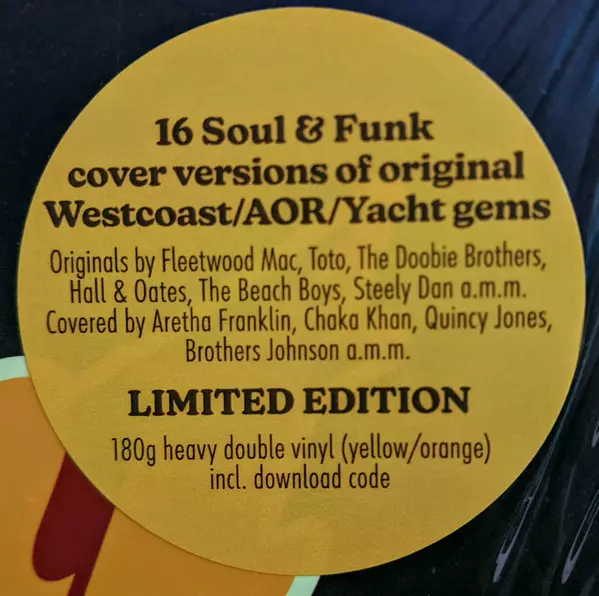 16 Soul & Funk
cover versions of original
Westcoast/AOR/Yacht gems
Originals by Fleetwood Mac, Toto, The Doobie Brothers,
Hall & Oates, The Beach Boys, Steely Dan a.m.m.
Covered by Aretha Franklin, Chaka Khan, Quincy Jones,
Brothers Johnson a.m.m.
LIMITED EDITION
180g heavy double vinyl (yellow/orange)
incl. download code